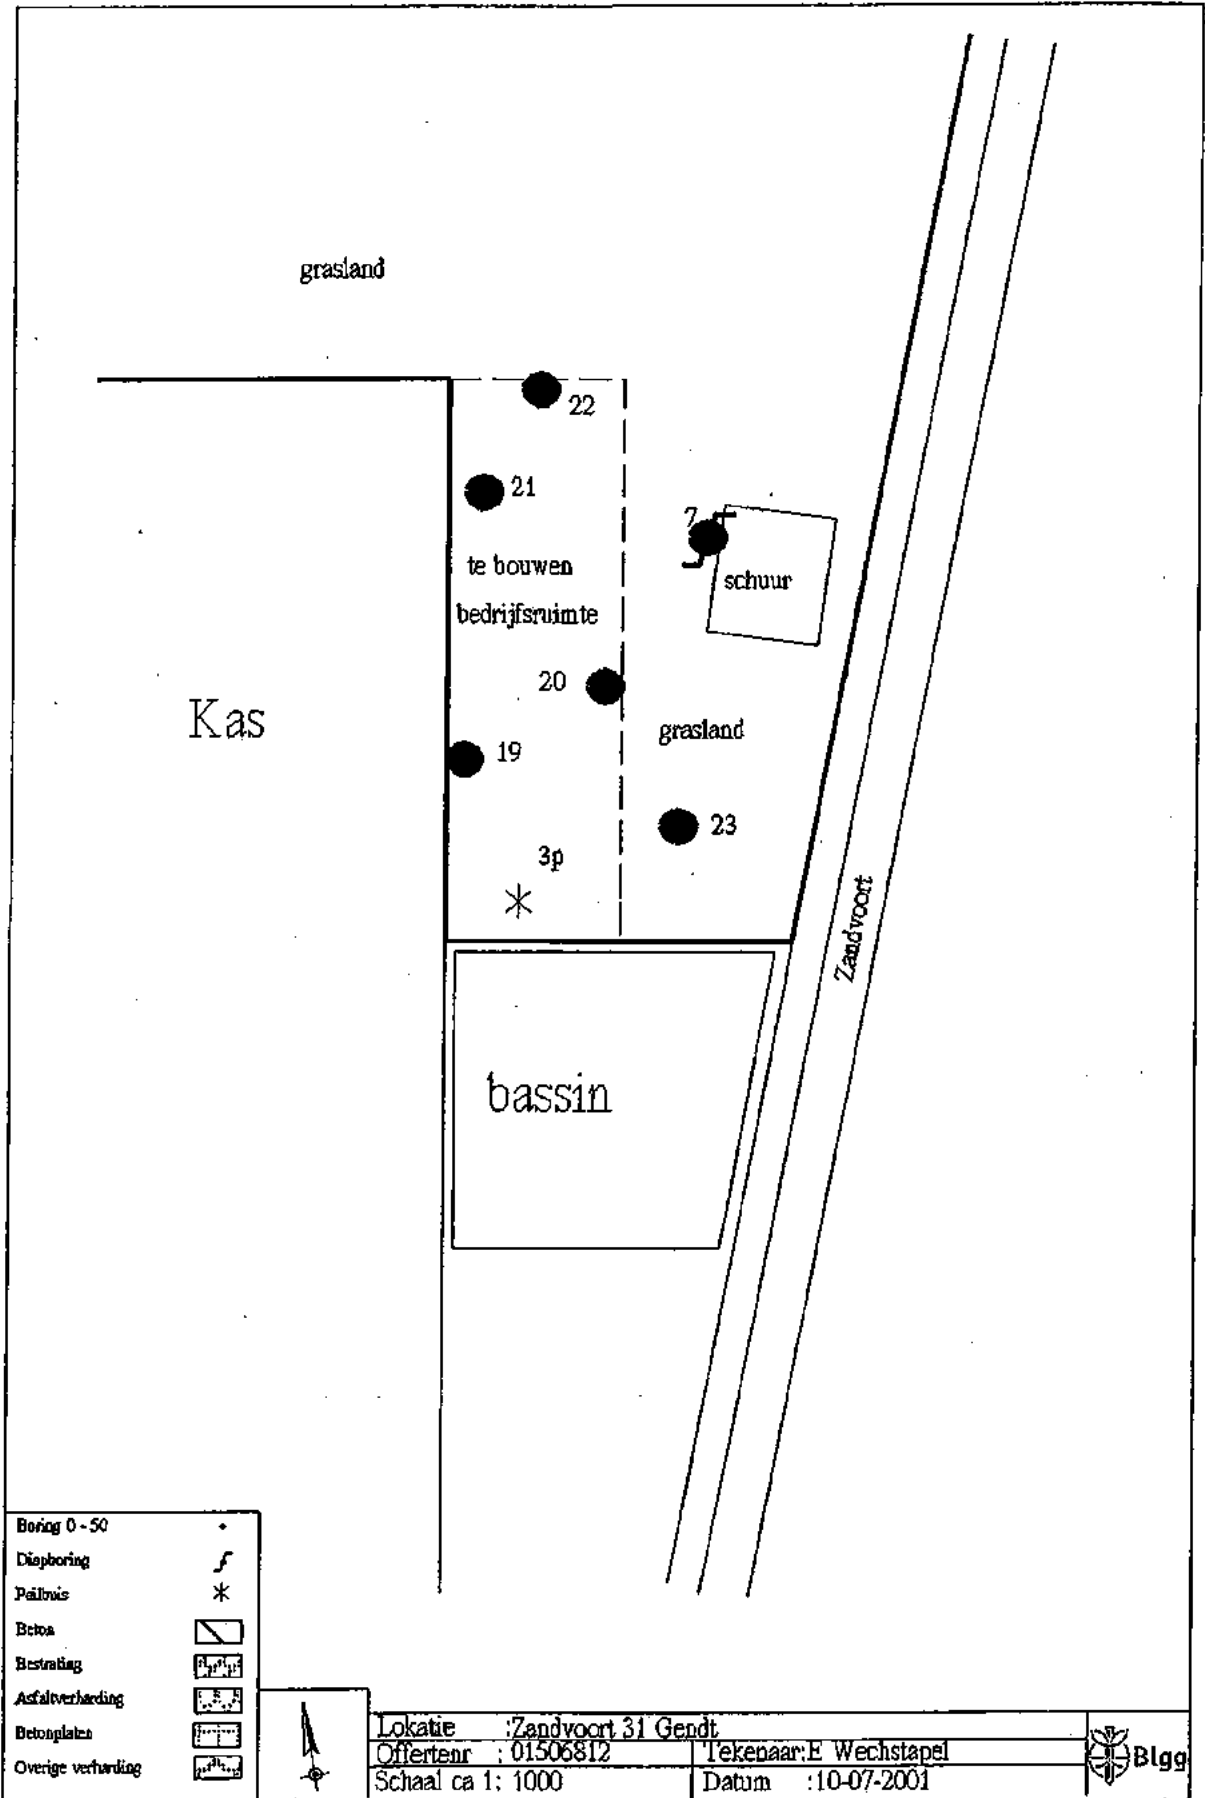 grasland
22
21
7
te bouwen
schuur
bedrijfsruimte
20
Kas
grasland
19
23
3p
Zandvoort
bassin
Boring 0 - 50
Diepboring
Peilbuis
Beton
Bestrating
Asfaltverharding
Betonplaten
Overige verharding
Lokatie :Zandvoort 31 Gendt
Offertenr : 01506812 Tekenaar:E Wechstapel
Schaal ca 1: 1000 Datum :10-07-2001
Blgg